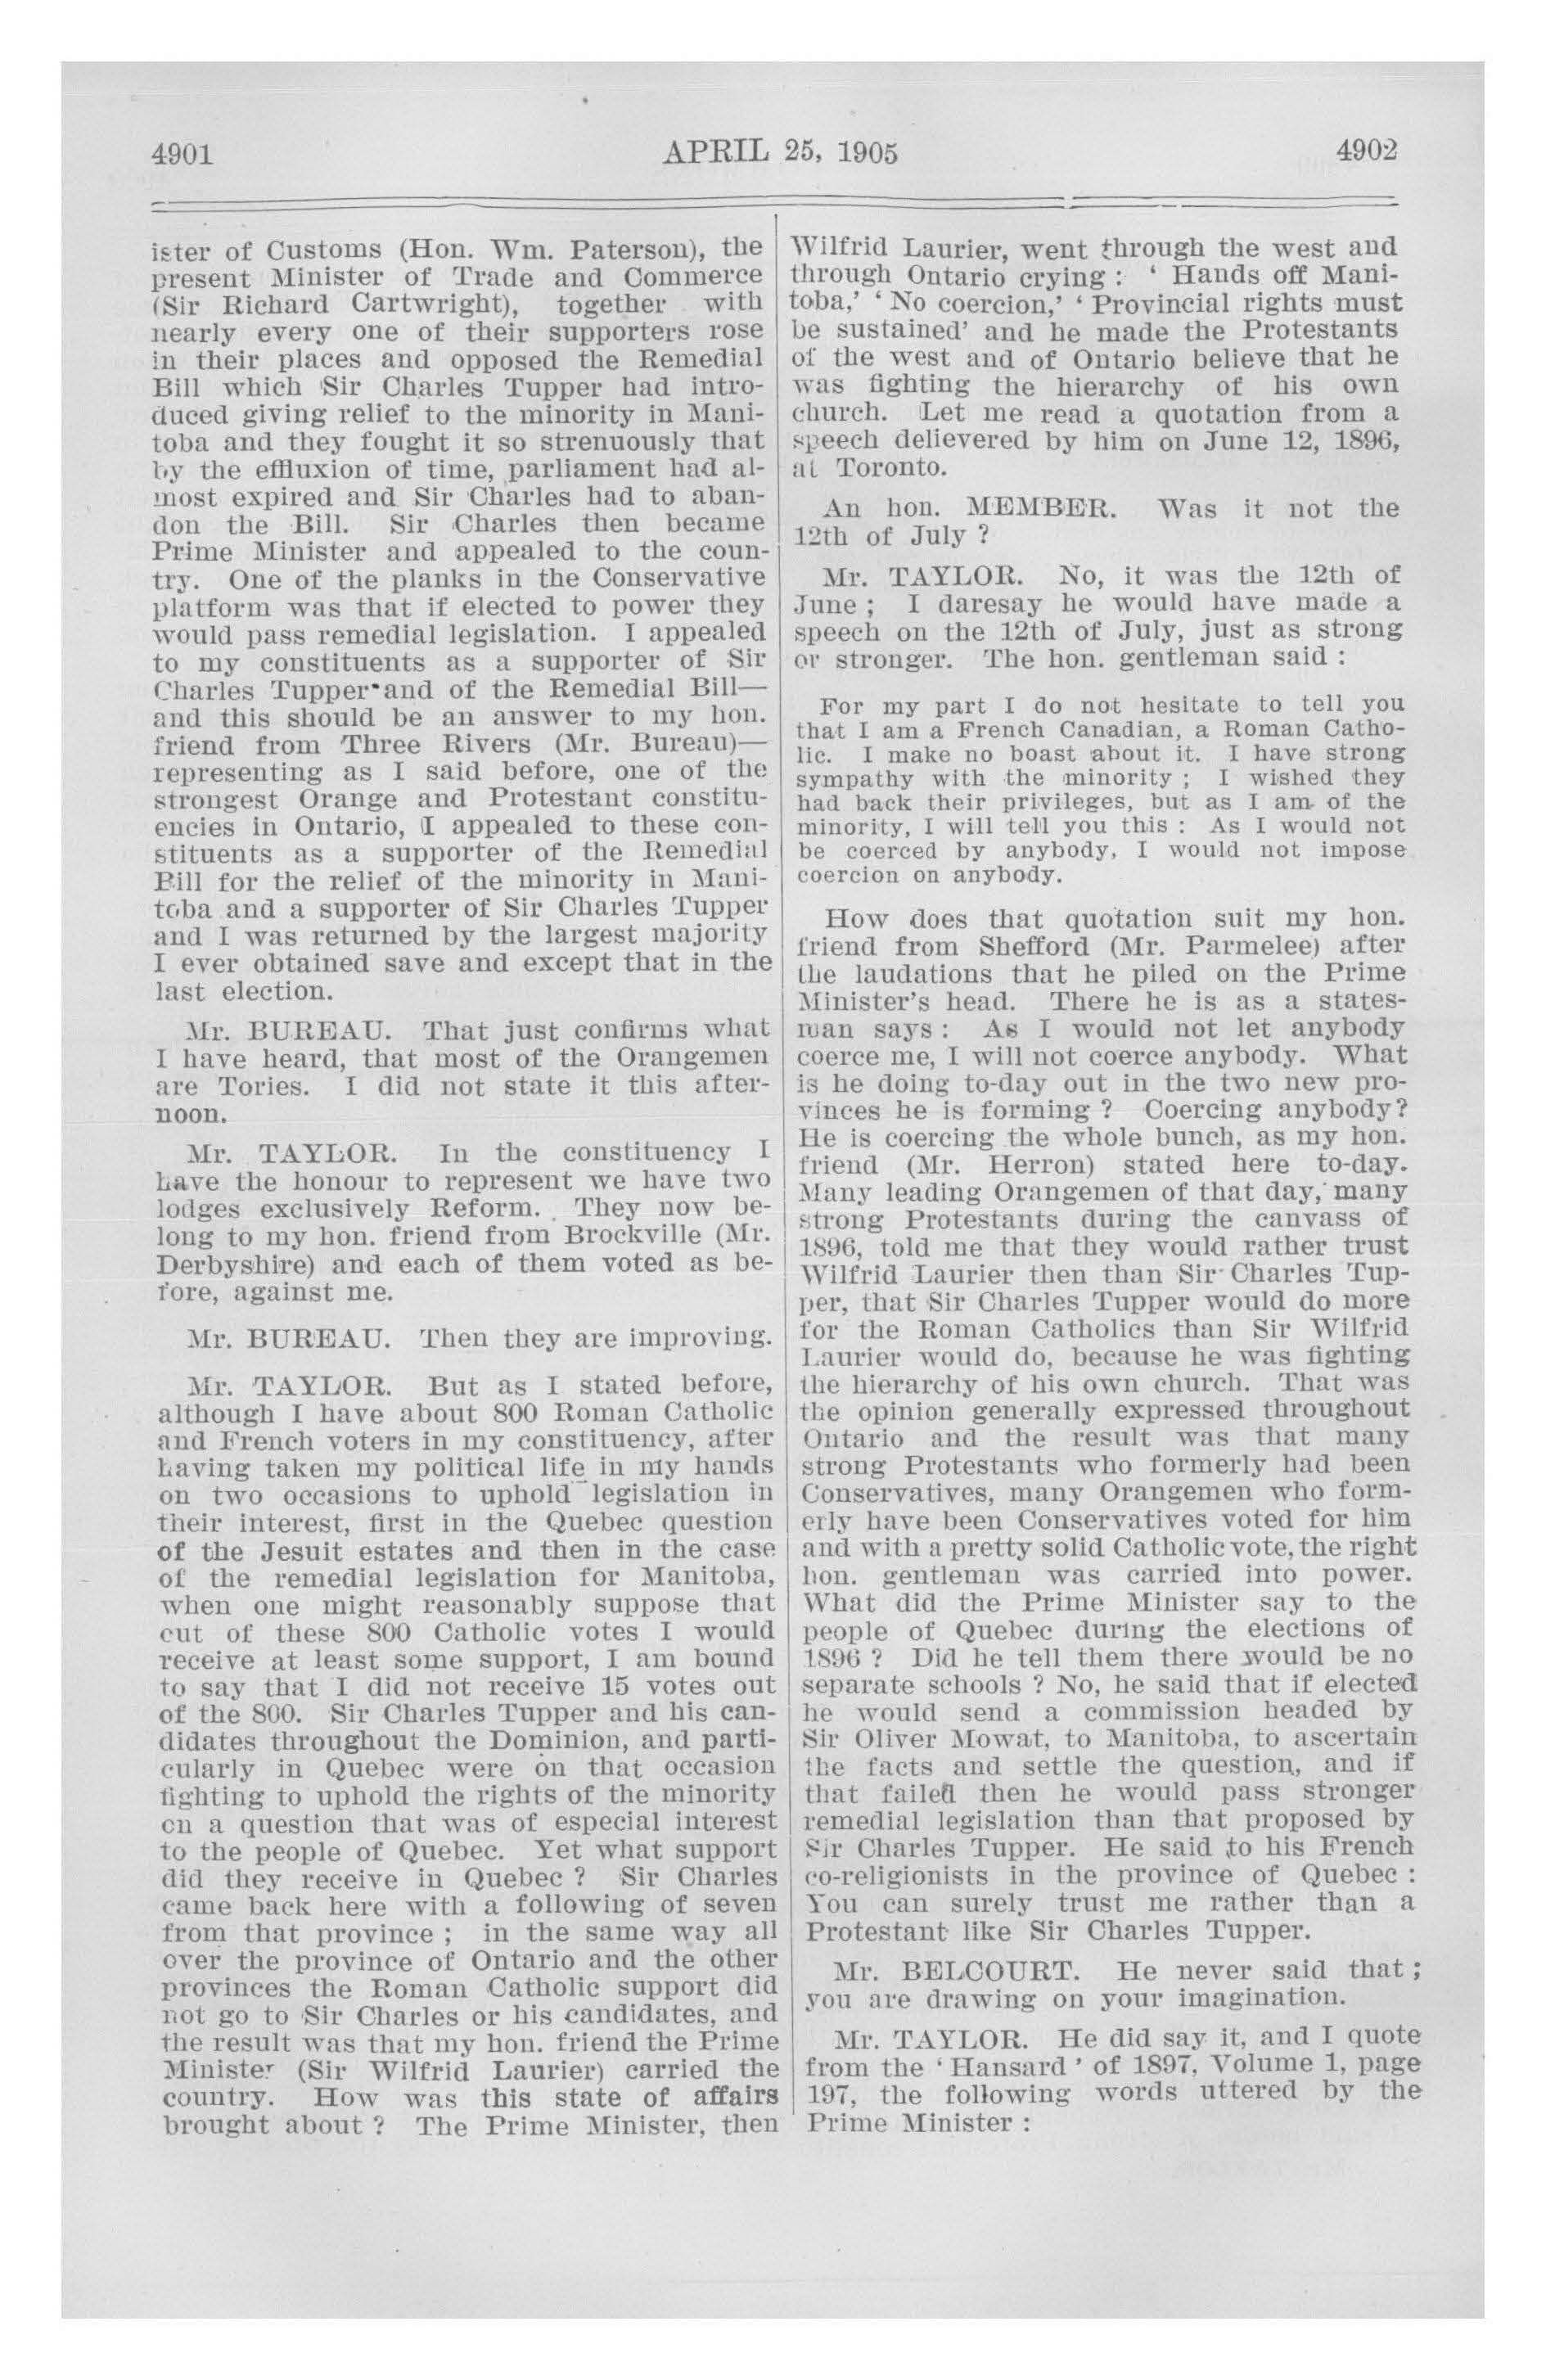 4901
APRIL 25, 1905
4902
ister of Customs (Hon. Wm. Paterson), the
present Minister of Trade and Commerce
(Sir Richard Cartwright), together with
nearly every one of their supporters rose
in their places and opposed the Remedial
Bill which Sir Charles Tupper had intro-
duced giving relief to the minority in Mani-
toba and they fought it so strenuously that
by the effluxion of time, parliament had al-
most expired and Sir Charles had to aban-
don the Bill. Sir Charles then became
Prime Minister and appealed to the coun-
try. One of the planks in the Conservative
platform was that if elected to power they
would pass remedial legislation. I appealed
to my constituents as a supporter of Sir
Charles Tupper and of the Remedial Bill—
and this should be an answer to my hon.
friend from Three Rivers (Mr. Bureau)—
representing as I said before, one of the
strongest Orange and Protestant constitu-
encies in Ontario, I appealed to these con-
stituents as a supporter of the Remedial
Bill for the relief of the minority in Mani-
toba and a supporter of Sir Charles Tupper
and I was returned by the largest majority
I ever obtained save and except that in the
last election.
Mr. BUREAU. That just confirms what
I have heard, that most of the Orangemen
are Tories. I did not state it this after-
noon.
Mr. TAYLOR. In the constituency I
have the honour to represent we have two
lodges exclusively Reform. They now be-
long to my hon. friend from Brockville (Mr.
Derbyshire) and each of them voted as be-
fore, against me.
Mr. BUREAU. Then they are improving.
Mr. TAYLOR. But as I stated before,
although I have about 800 Roman Catholic
and French voters in my constituency, after
having taken my political life in my hands
on two occasions to uphold legislation in
their interest, first in the Quebec question
of the Jesuit estates and then in the case
of the remedial legislation for Manitoba,
when one might reasonably suppose that
out of these 800 Catholic votes I would
receive at least some support, I am bound
to say that I did not receive 15 votes out
of the 800. Sir Charles Tupper and his can-
didates throughout the Dominion, and parti-
cularly in Quebec were on that occasion
fighting to uphold the rights of the minority
on a question that was of especial interest
to the people of Quebec. Yet what support
did they receive in Quebec ? Sir Charles
came back here with a following of seven
from that province ; in the same way all
over the province of Ontario and the other
provinces the Roman Catholic support did
not go to Sir Charles or his candidates, and
the result was that my hon. friend the Prime
Minister (Sir Wilfrid Laurier) carried the
country. How was this state of affairs
brought about ? The Prime Minister, then
Wilfrid Laurier, went through the west and
through Ontario crying : ‘ Hands off Mani-
toba,’ ‘ No coercion,’ ‘ Provincial rights must
be sustained’ and he made the Protestants
of the west and of Ontario believe that he
was fighting the hierarchy of his own
church. Let me read a quotation from a
speech delievered by him on June 12, 1896,
at Toronto.
An hon. MEMBER. Was it not the
12th of July ?
Mr. TAYLOR. No, it was the 12th of
June ; I daresay he would have made a
speech on the 12th of July, just as strong
or stronger. The hon. gentleman said :
For my part I do not hesitate to tell you
that I am a French Canadian, a Roman Catho-
lic. I make no boast about it. I have strong
sympathy with the minority ; I wished they
had back their privileges, but as I am of the
minority, I will tell you this : As I would not
be coerced by anybody, I would not impose
coercion on anybody.
How does that quotation suit my hon.
friend from Shefford (Mr. Parmelee) after
the laudations that he piled on the Prime
Minister's head. There he is as a states-
man says : As I would not let anybody
coerce me, I will not coerce anybody. What
is he doing to-day out in the two new pro-
vinces he is forming ? Coercing anybody?
He is coercing the whole bunch, as my hon.
friend (Mr. Herron) stated here to-day.
Many leading Orangemen of that day, many
strong Protestants during the canvass of
1896, told me that they would rather trust
Wilfrid Laurier then than Sir Charles Tup-
per, that Sir Charles Tupper would do more
for the Roman Catholics than Sir Wilfrid
Laurier would do, because he was fighting
the hierarchy of his own church. That was
the opinion generally expressed throughout
Ontario and the result was that many
strong Protestants who formerly had been
Conservatives, many Orangemen who form-
erly have been Conservatives voted for him
and with a pretty solid Catholic vote, the right
hon. gentleman was carried into power.
What did the Prime Minister say to the
people of Quebec during the elections of
1896 ? Did he tell them there would be no
separate schools ? No, he said that if elected
he would send a commission headed by
Sir Oliver Mowat, to Manitoba, to ascertain
the facts and settle the question, and if
that failed then he would pass stronger
remedial legislation than that proposed by
Sir Charles Tupper. He said to his French
co-religionists in the province of Quebec :
You can surely trust me rather than a
Protestant like Sir Charles Tupper.
Mr. BELCOURT. He never said that ;
you are drawing on your imagination.
Mr. TAYLOR. He did say it, and I quote
from the ‘ Hansard ’ of 1897, Volume 1, page
197, the following words uttered by the
Prime Minister :